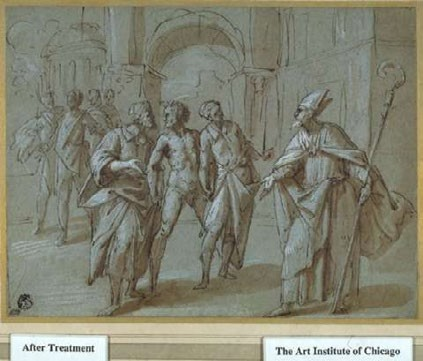 After Treatment
The Art Institute of Chicago